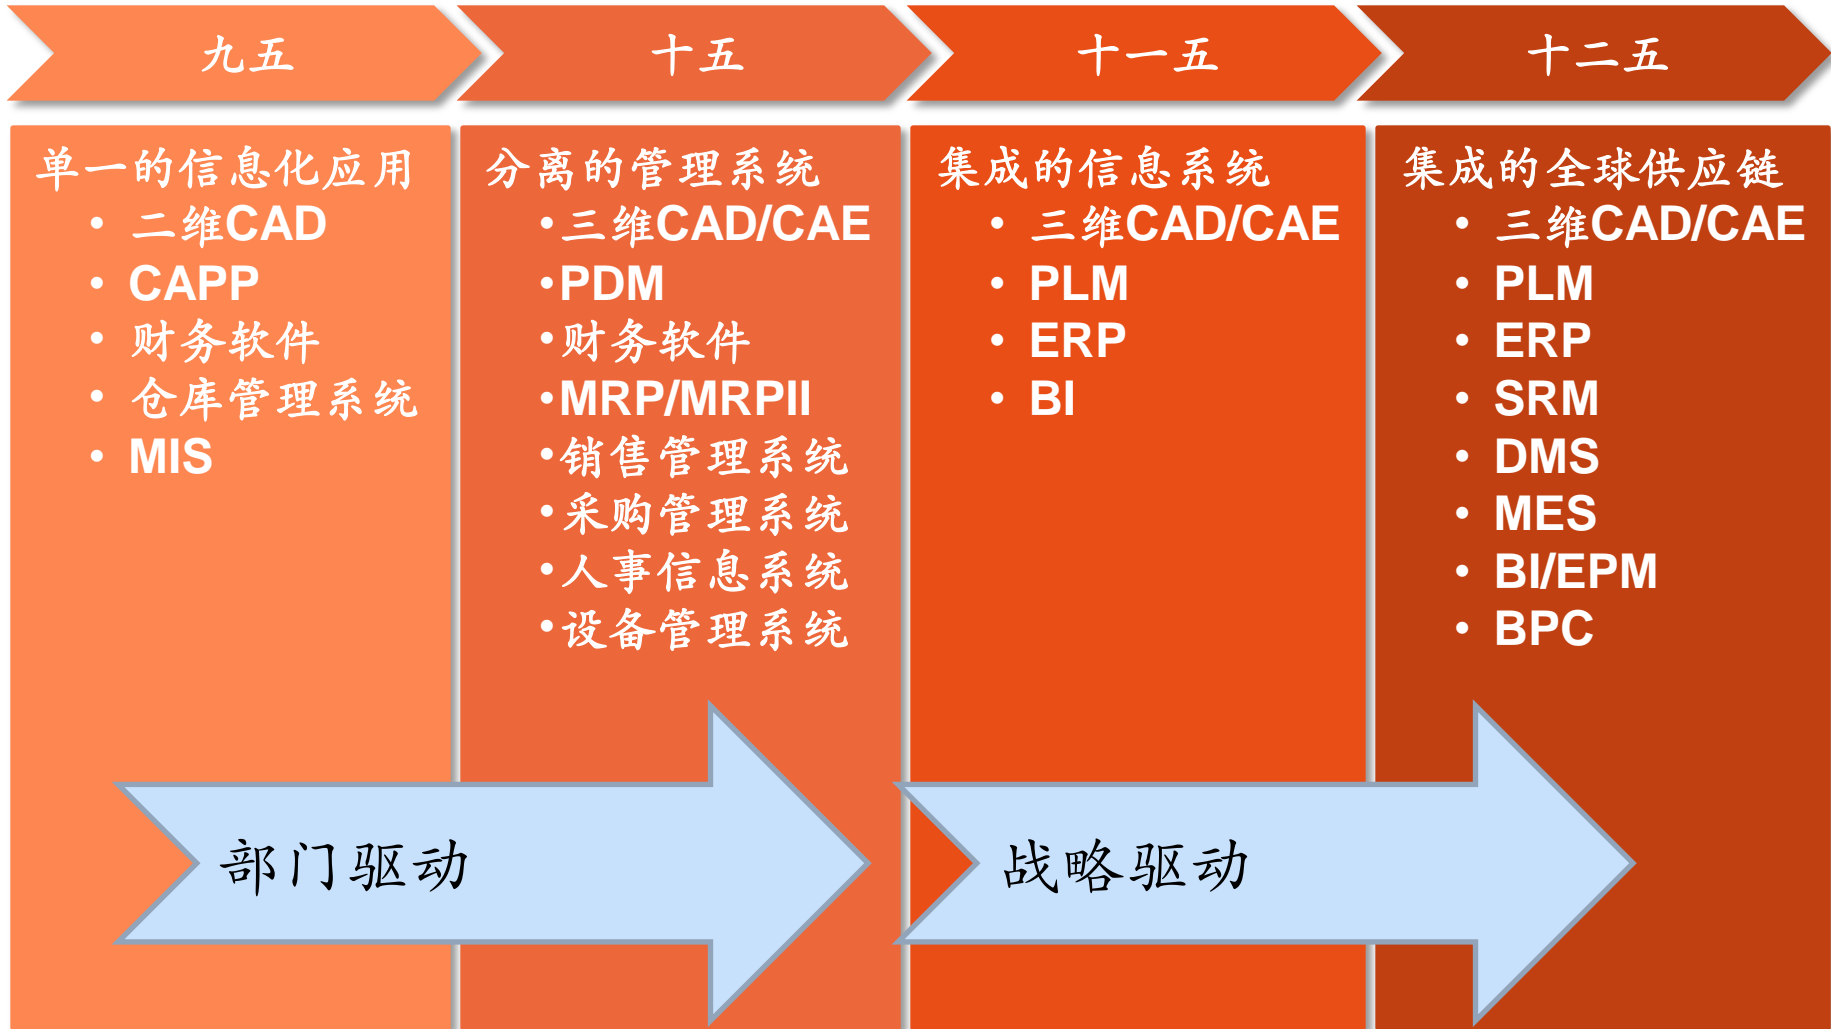 九五
十五
十一五
十二五
单一的信息化应用
• 二维CAD
• CAPP
• 财务软件
• 仓库管理系统
• MIS
分离的管理系统
•三维CAD/CAE
•PDM
•财务软件
•MRP/MRPII
•销售管理系统
•采购管理系统
•人事信息系统
•设备管理系统
集成的信息系统
• 三维CAD/CAE
• PLM
• ERP
• BI
集成的全球供应链
• 三维CAD/CAE
• PLM
• ERP
• SRM
• DMS
• MES
• BI/EPM
• BPC
部门驱动
战略驱动